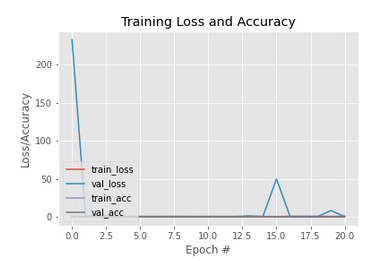 Training Loss and Accuracy
200
150
100
50
0
Loss/Accuracy
train_loss
val_loss
train_acc
val_acc
0.0 2.5 5.0 7.5 10.0 12.5 15.0 17.5 20.0
Epoch #